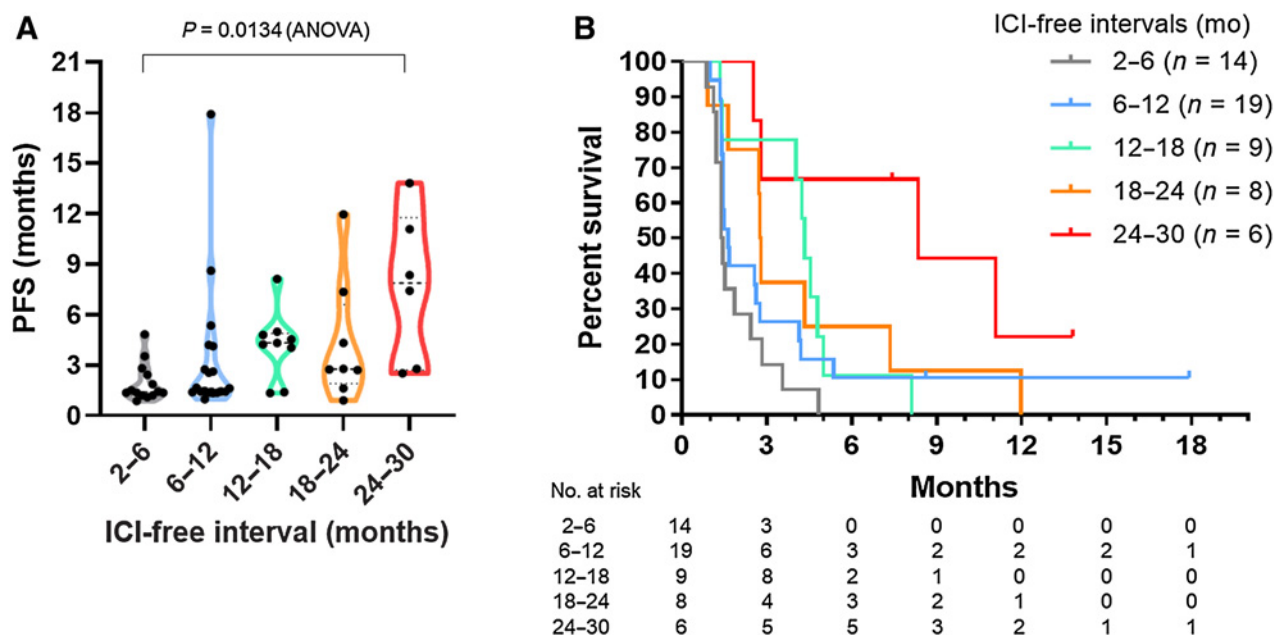 A
P = 0.0134 (ANOVA)
PFS (months)
21
18
15
12
9
6
3
0
2–6
6–12
12–18
18–24
24–30
ICI-free interval (months)
B
ICI-free intervals (mo)
2–6 (n = 14)
6–12 (n = 19)
12–18 (n = 9)
18–24 (n = 8)
24–30 (n = 6)
Percent survival
100
90
80
70
60
50
40
30
20
10
0
0 3 6 9 12 15 18
Months
No. at risk
2–6 14 3 0 0 0 0 0
6–12 19 6 3 2 2 2 1
12–18 9 8 2 1 0 0 0
18–24 8 4 3 2 1 0 0
24–30 6 5 5 3 2 1 1